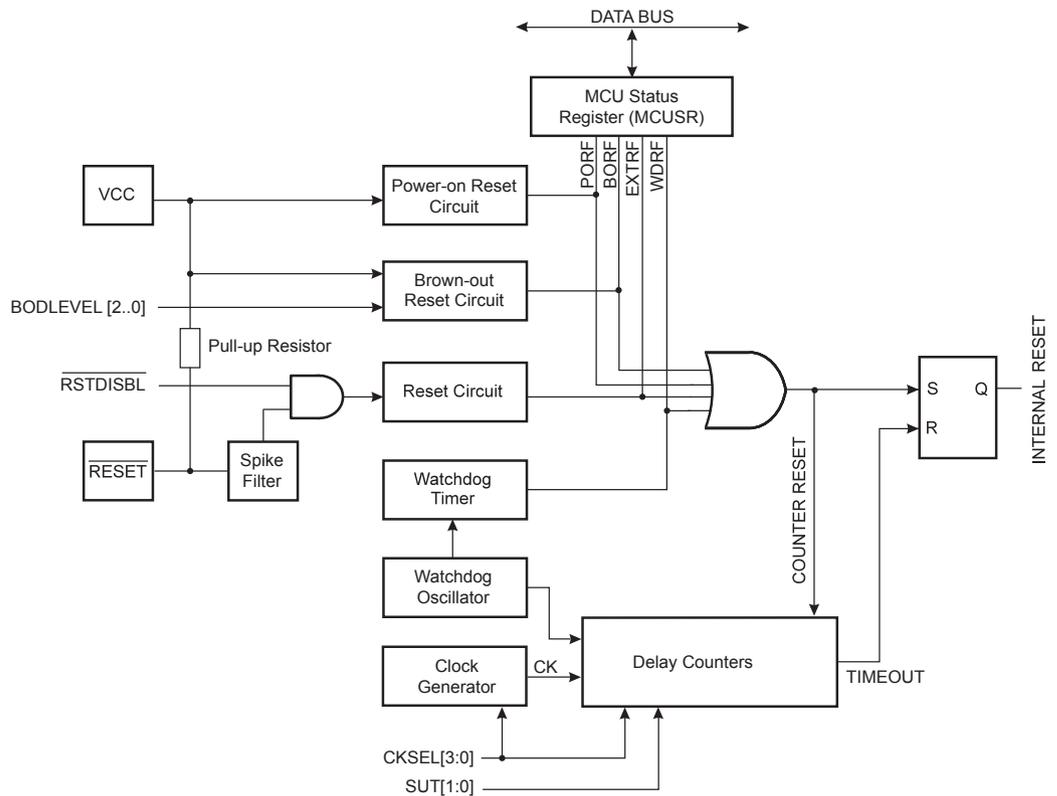 DATA BUS
MCU Status
Register (MCUSR)
PORF
BORF
EXTRF
WDRF
VCC
Power-on Reset
Circuit
Brown-out
Reset Circuit
BODLEVEL [2..0]
Pull-up Resistor
RSTDISBL
Reset Circuit
RESET
Spike
Filter
Watchdog
Timer
Watchdog
Oscillator
Clock
Generator
CK
Delay Counters
COUNTER RESET
S
Q
R
INTERNAL RESET
TIMEOUT
CKSEL[3:0]
SUT[1:0]